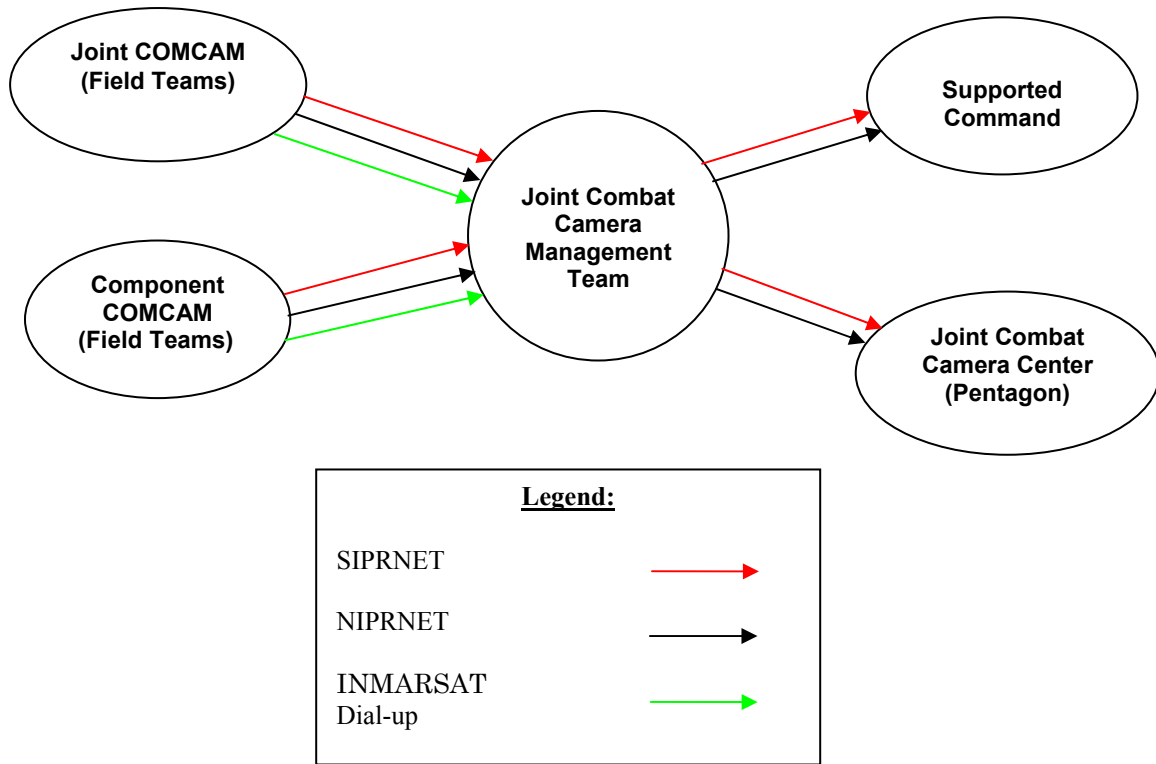 Joint COMCAM
(Field Teams)
Supported
Command
Joint Combat
Camera
Management
Team
Component
COMCAM
(Field Teams)
Joint Combat
Camera Center
(Pentagon)
Legend:
SIPRNET
NIPRNET
INMARSAT
Dial-up